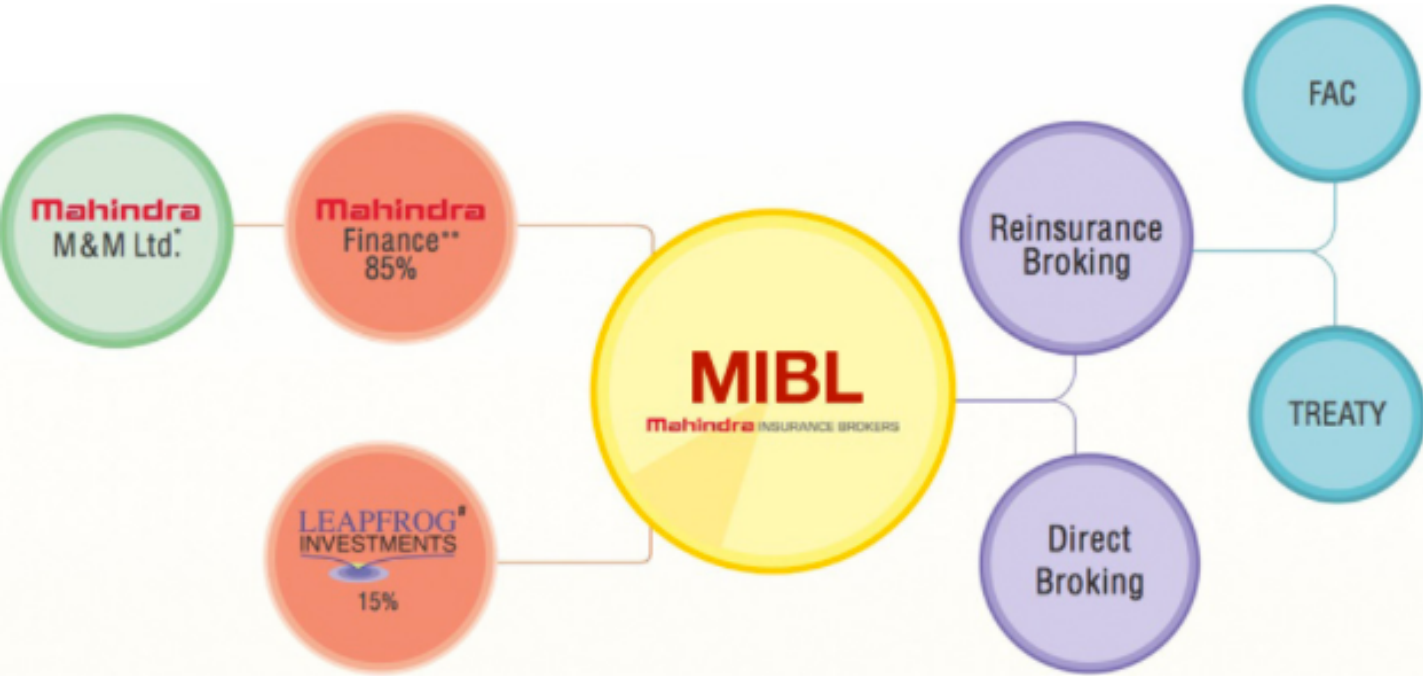 Mahindra
M&M Ltd.*
Mahindra
Finance**
85%
LEAPFROG#
INVESTMENTS
15%
MIBL
Mahindra INSURANCE BROKERS
Reinsurance
Broking
Direct
Broking
FAC
TREATY